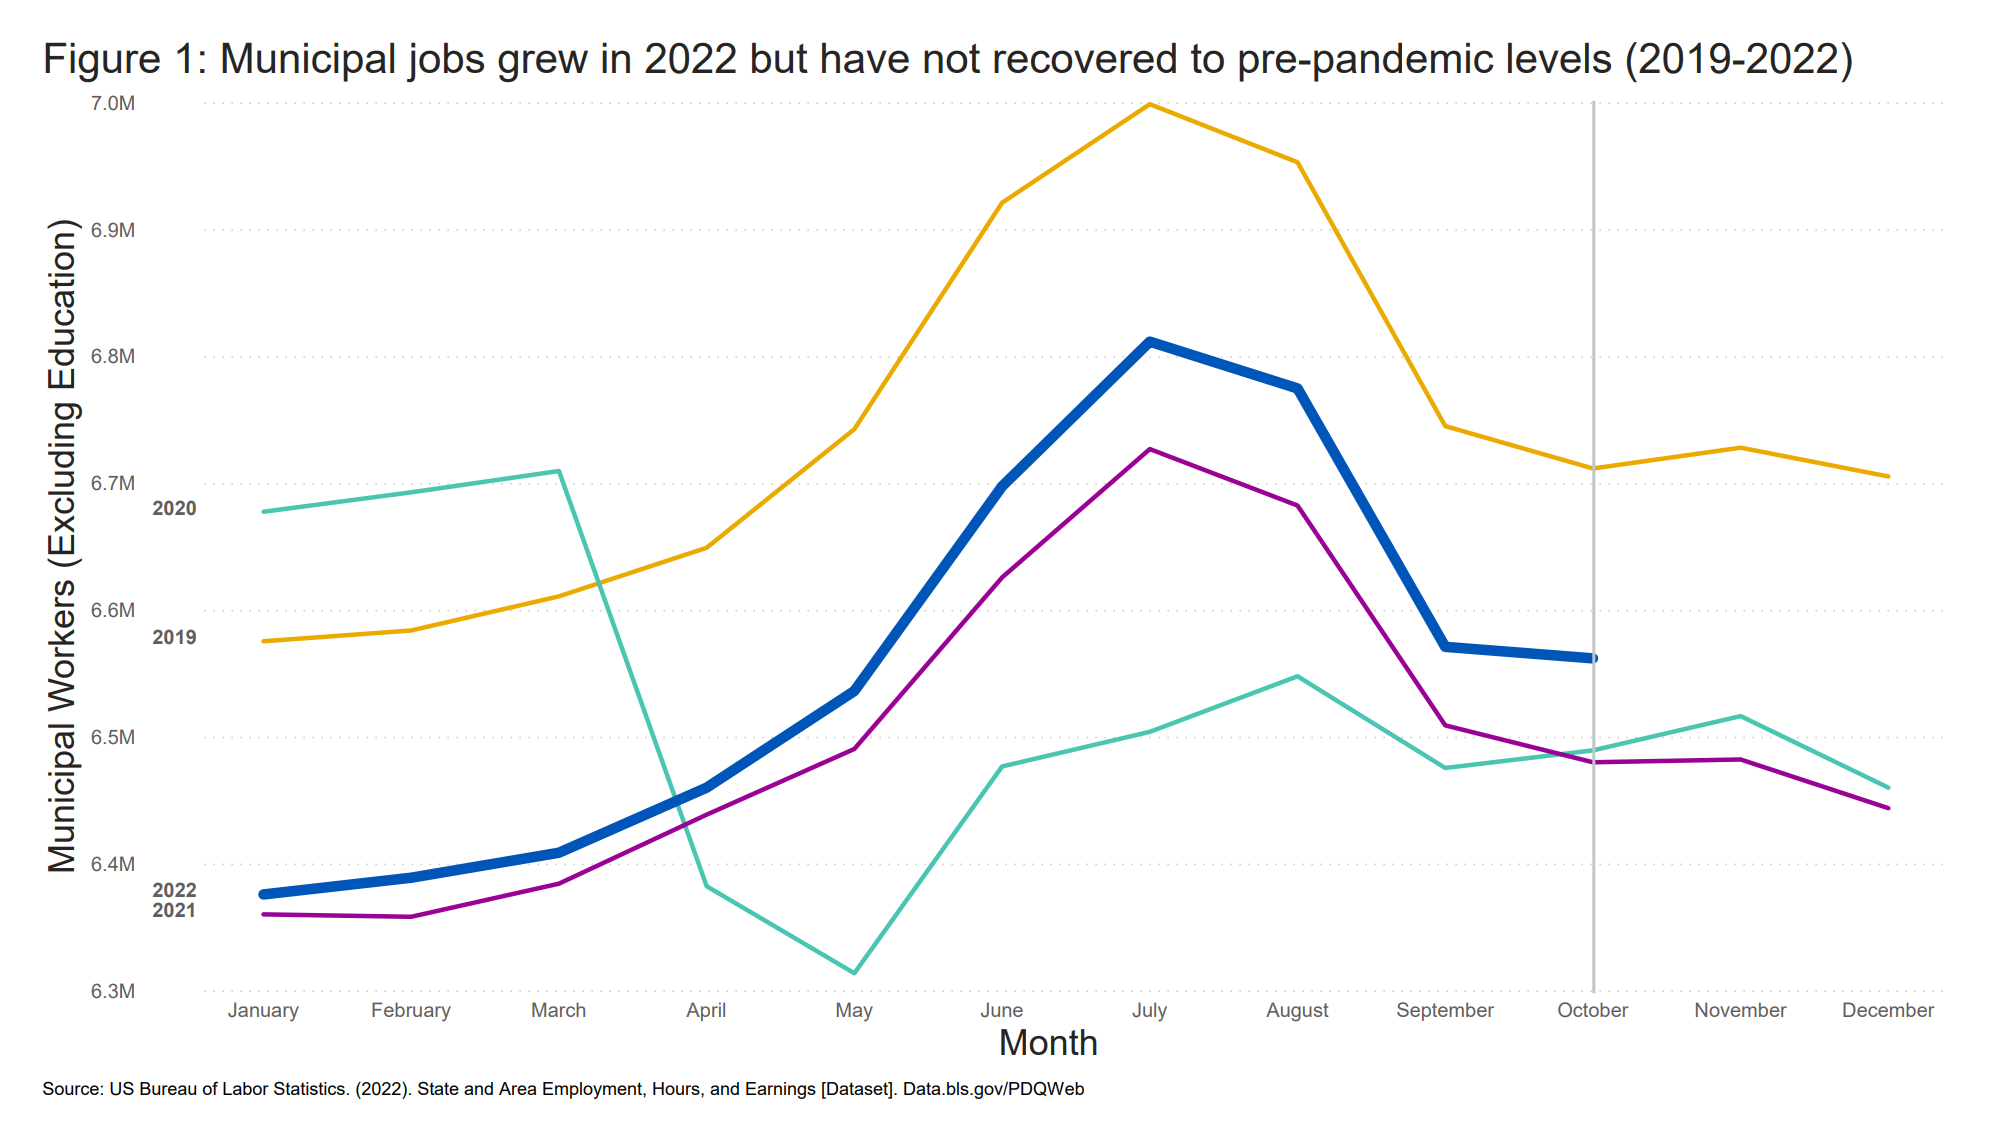 Figure 1: Municipal jobs grew in 2022 but have not recovered to pre-pandemic levels (2019-2022)
Municipal Workers (Excluding Education)
7.0M
6.9M
6.8M
6.7M
6.6M
6.5M
6.4M
6.3M
2020
2019
2022
2021
January February March April May June July August September October November December
Month
Source: US Bureau of Labor Statistics. (2022). State and Area Employment, Hours, and Earnings [Dataset]. Data.bls.gov/PDQWeb